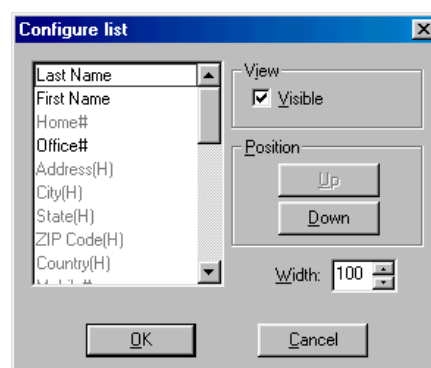 Configure list
Last Name
First Name
Home#
Office#
Address(H)
City(H)
State(H)
ZIP Code(H)
Country(H)
View
Visible
Position
Up
Down
Width: 100
OK
Cancel